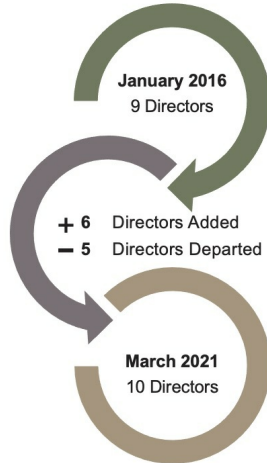 January 2016
9 Directors
+ 6 Directors Added
− 5 Directors Departed
March 2021
10 Directors